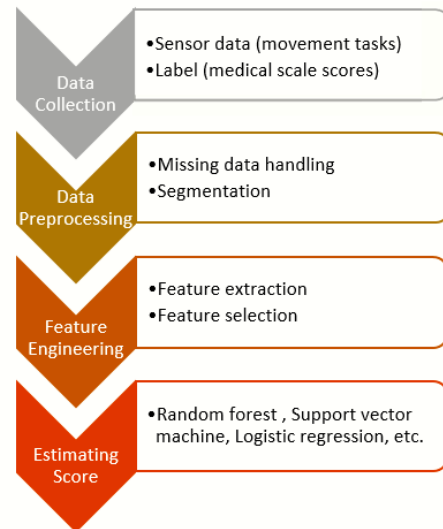 Data
Collection
•Sensor data (movement tasks)
•Label (medical scale scores)
Data
Preprocessing
•Missing data handling
•Segmentation
Feature
Engineering
•Feature extraction
•Feature selection
Estimating
Score
•Random forest , Support vector
machine, Logistic regression, etc.